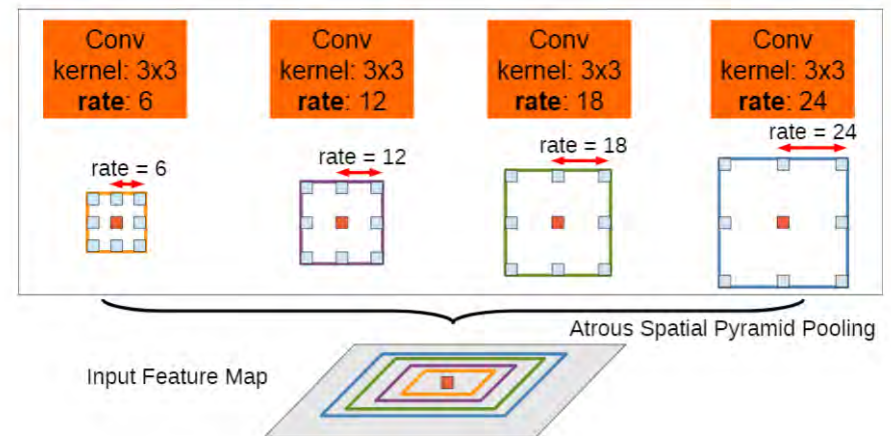 Conv
kernel: 3x3
rate: 6
Conv
kernel: 3x3
rate: 12
Conv
kernel: 3x3
rate: 18
Conv
kernel: 3x3
rate: 24
rate = 6
rate = 12
rate = 18
rate = 24
Atrous Spatial Pyramid Pooling
Input Feature Map